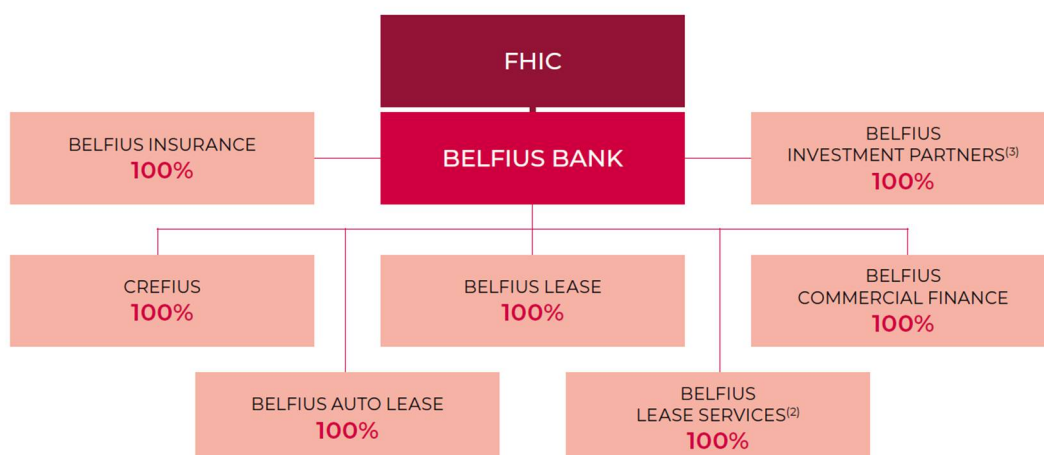 FHIC
BELFIUS INSURANCE
100%
BELFIUS BANK
BELFIUS
INVESTMENT PARTNERS(3)
100%
CREFIUS
100%
BELFIUS LEASE
100%
BELFIUS
COMMERCIAL FINANCE
100%
BELFIUS AUTO LEASE
100%
BELFIUS
LEASE SERVICES(2)
100%